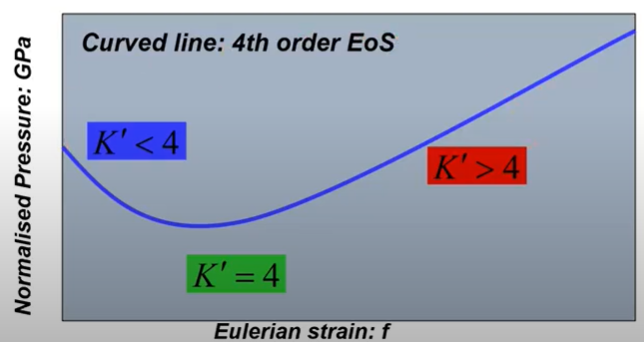 Curved line: 4th order EoS
Normalised Pressure: GPa
K' < 4
K' > 4
K' = 4
Eulerian strain: f